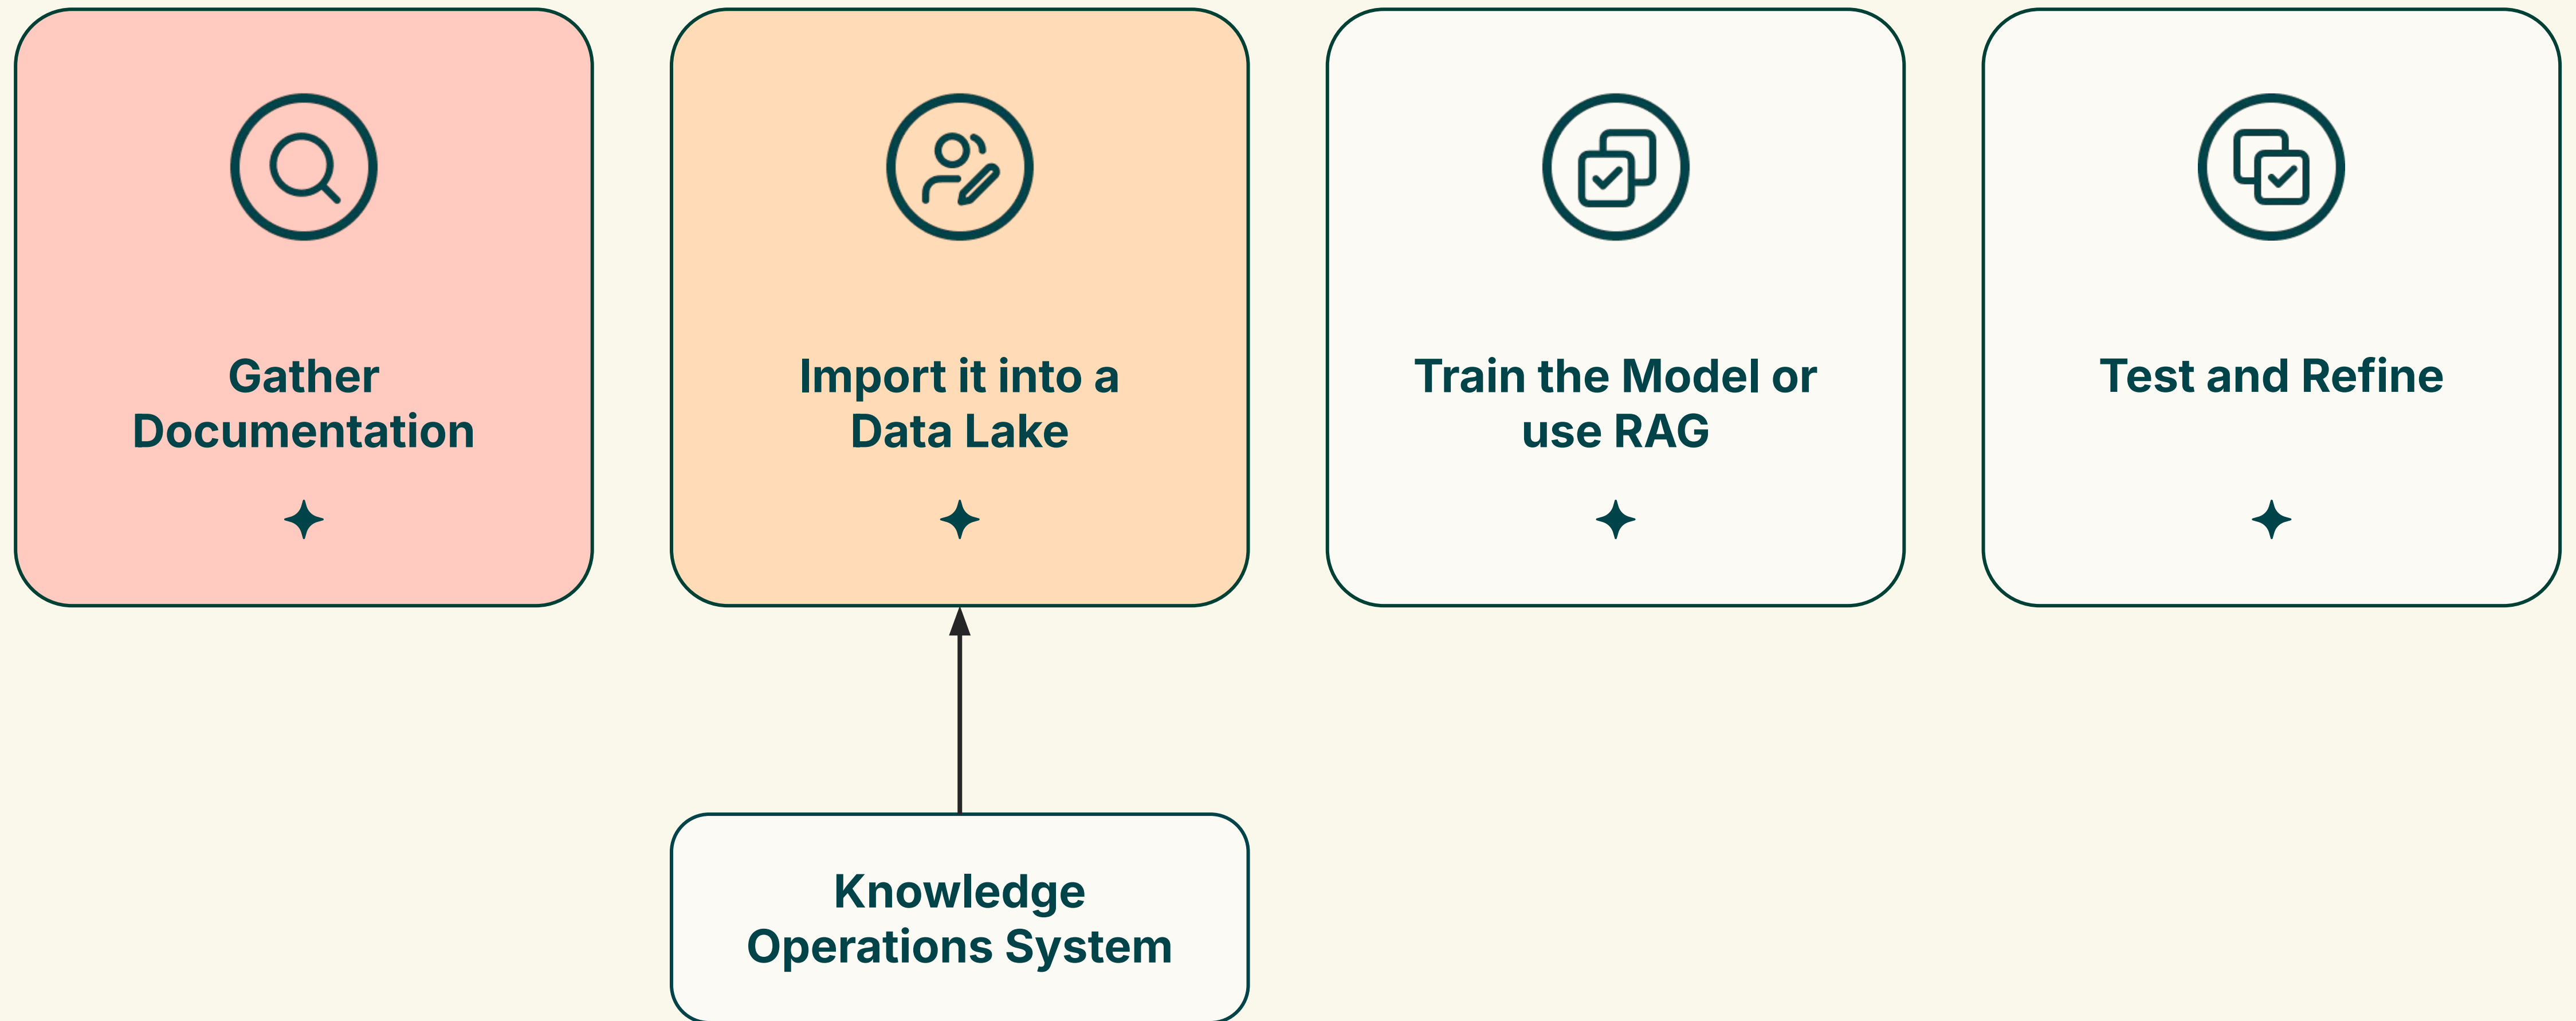 Gather
Documentation
Import it into a
Data Lake
Train the Model or
use RAG
Test and Refine
Knowledge
Operations System